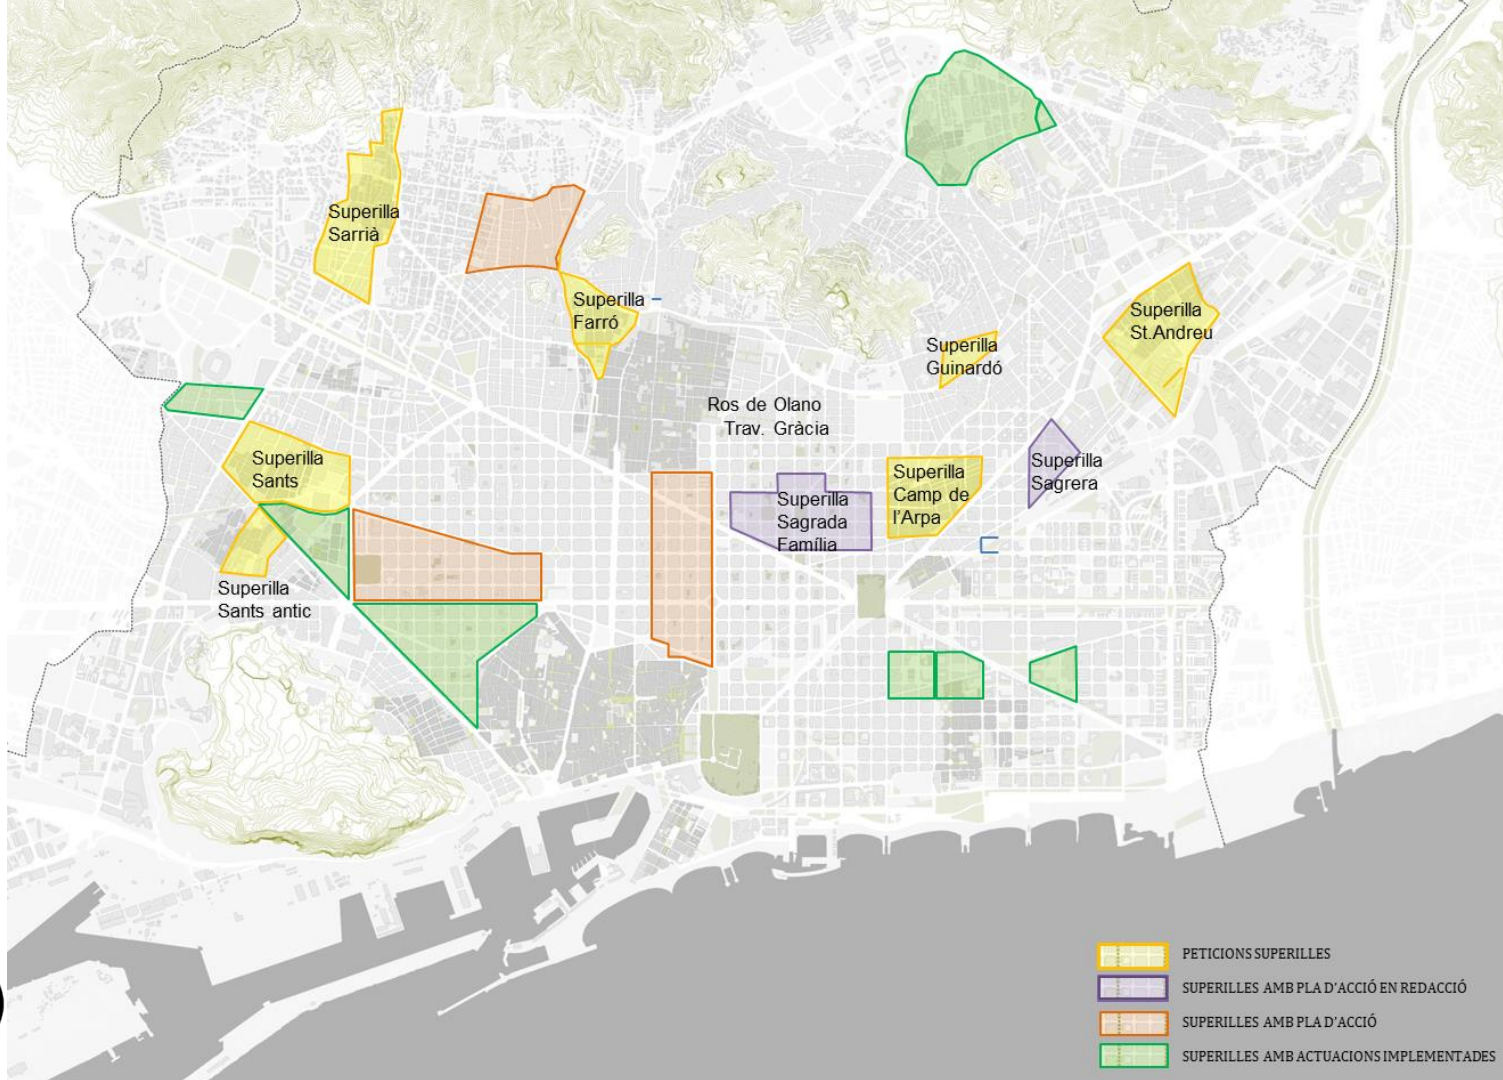 Superilla
Sarrià
Superilla
Farró
Superilla
St.Andreu
Superilla
Guinardó
Ros de Olano
Trav. Gràcia
Superilla
Sants
Superilla
Sagrada
Família
Superilla
Camp de
l'Arpa
Superilla
Sagrera
Superilla
Sants antic
PETICIONS SUPERILLES
SUPERILLES AMB PLA D'ACCIÓ EN REDACCIÓ
SUPERILLES AMB PLA D'ACCIÓ
SUPERILLES AMB ACTUACIONS IMPLEMENTADES